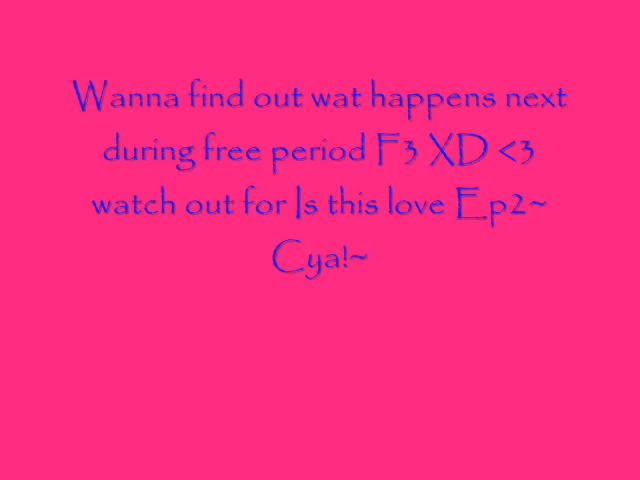 Wanna find out wat happens next
during free period F3 XD <3
watch out for Is this love Ep2~
Cya!~